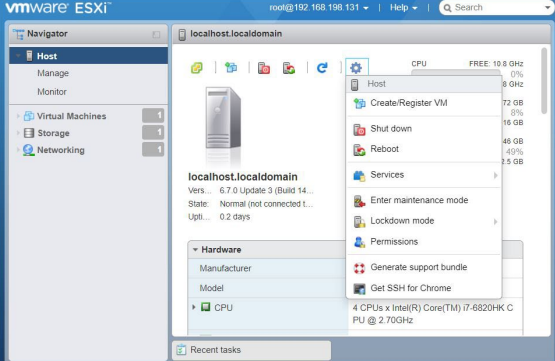 vmware ESXi™
root@192.168.198.131 | Help | Search
Navigator
localhost.localdomain
Host
Manage
Monitor
Virtual Machines 1
Storage 1
Networking 1
CPU FREE: 10.8 GHz
0%
8 GHz
72 GB
8%
16 GB
46 GB
49%
2.5 GB
Host
Create/Register VM
Shut down
Reboot
Services
Enter maintenance mode
Lockdown mode
Permissions
Generate support bundle
Get SSH for Chrome
localhost.localdomain
Vers... 6.7.0 Update 3 (Build 14...
State: Normal (not connected t...
Upti... 0.2 days
Hardware
Manufacturer
Model
CPU
4 CPUs x Intel(R) Core(TM) i7-6820HK C
PU @ 2.70GHz
Recent tasks